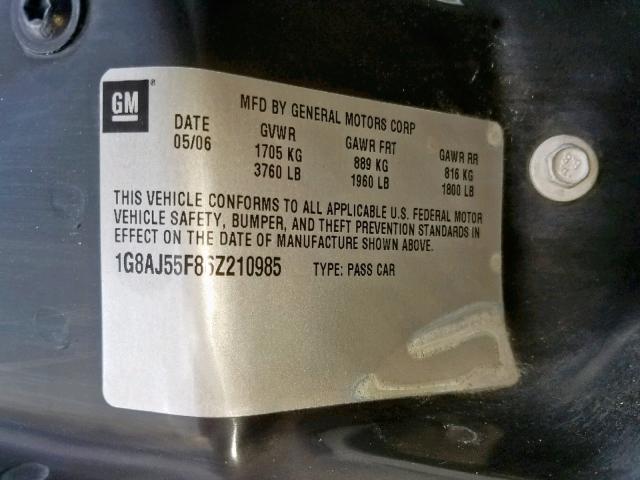 GM
MFD BY GENERAL MOTORS CORP
DATE GVWR GAWR FRT GAWR RR
05/06 1705 KG 889 KG 816 KG
3760 LB 1960 LB 1800 LB
THIS VEHICLE CONFORMS TO ALL APPLICABLE U.S. FEDERAL MOTOR
VEHICLE SAFETY, BUMPER, AND THEFT PREVENTION STANDARDS IN
EFFECT ON THE DATE OF MANUFACTURE SHOWN ABOVE.
1G8AJ55F86Z210985 TYPE: PASS CAR